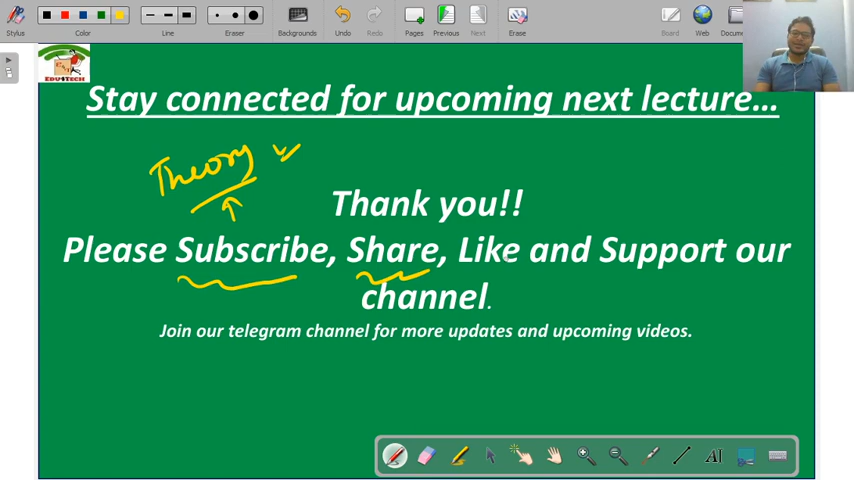 Stylus
Color
Line
Eraser
Backgrounds
Undo
Redo
Pages
Previous
Next
Erase
Board
Web
Docum
EDU4TECH
Stay connected for upcoming next lecture...
Theory
Thank you!!
Please Subscribe, Share, Like and Support our
channel.
Join our telegram channel for more updates and upcoming videos.
A